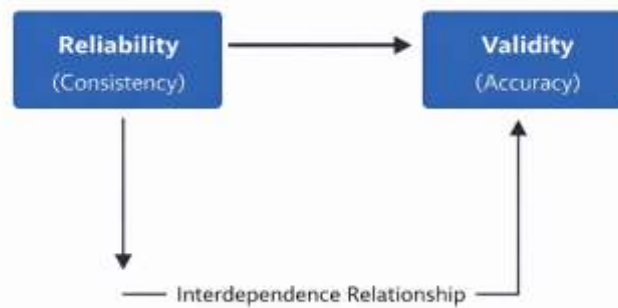 Reliability
(Consistency)
Validity
(Accuracy)
Interdependence Relationship